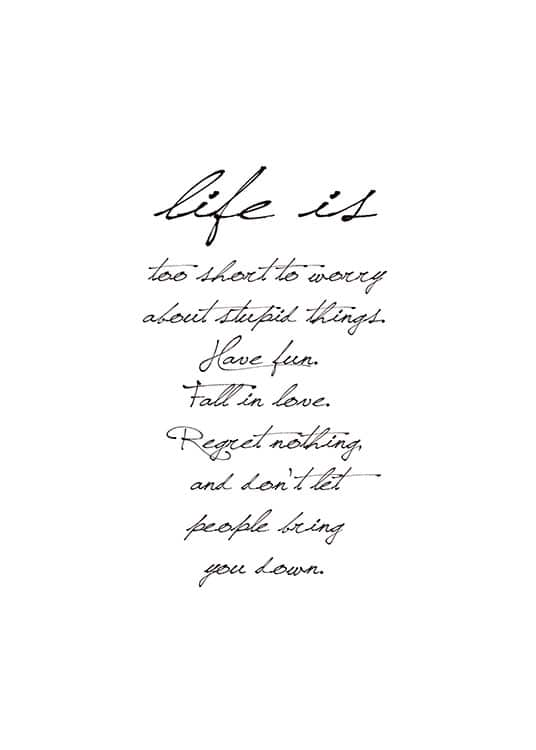 life is
too short to worry
about stupid things.
Have fun.
Fall in love.
Regret nothing,
and don't let
people bring
you down.